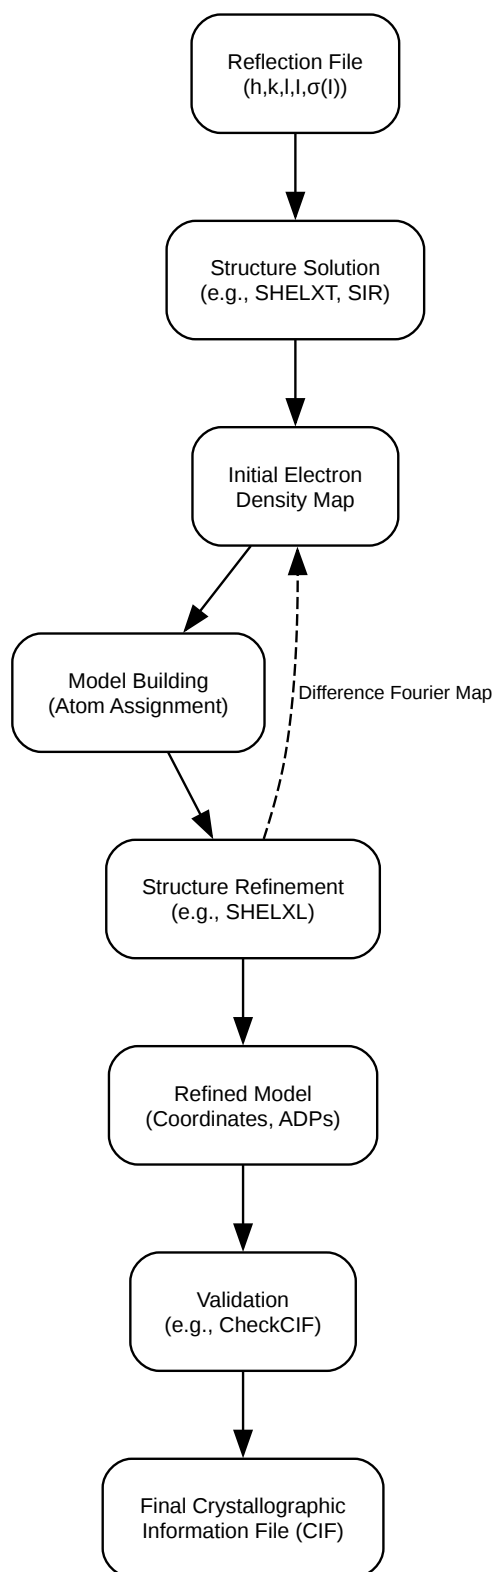 Reflection File
(h,k,l,I,σ(I))
Structure Solution
(e.g., SHELXT, SIR)
Initial Electron
Density Map
Model Building
(Atom Assignment)
Difference Fourier Map
Structure Refinement
(e.g., SHELXL)
Refined Model
(Coordinates, ADPs)
Validation
(e.g., CheckCIF)
Final Crystallographic
Information File (CIF)